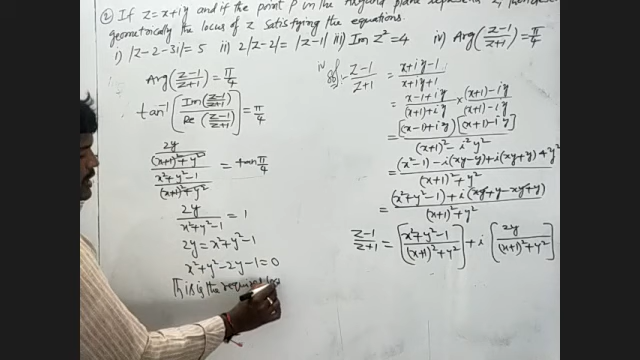 ② If z = x+iy and if the point P in the Argand plane represents z, then describe
geometrically the locus of z satisfying the equations.
i) |z-2-3i| = 5 ii) 2|z-2| = |z-1| iii) Im z² = 4 iv) Arg(z-1/z+1) = π/4
Arg(z-1/z+1) = π/4
tan⁻¹[Im(z-1/z+1) / Re(z-1/z+1)] = π/4
2y/(x+1)²+y² / x²+y²-1/(x+1)²+y² = tan π/4
2y/x²+y²-1 = 1
2y = x²+y²-1
x²+y²-2y-1=0
This is the required
iv sol:- z-1/z+1 = x+iy-1/x+iy+1
= x-1+iy/(x+1)+iy × (x+1)-iy/(x+1)-iy
= [(x-1)+iy][(x+1)-iy]/(x+1)²-i²y²
= (x²-1)-i(xy-y)+i(xy+y)+y²/(x+1)²+y²
= (x²+y²-1)+i(xy+y-xy+y)/(x+1)²+y²
z-1/z+1 = [x²+y²-1/(x+1)²+y²] + i[2y/(x+1)²+y²]